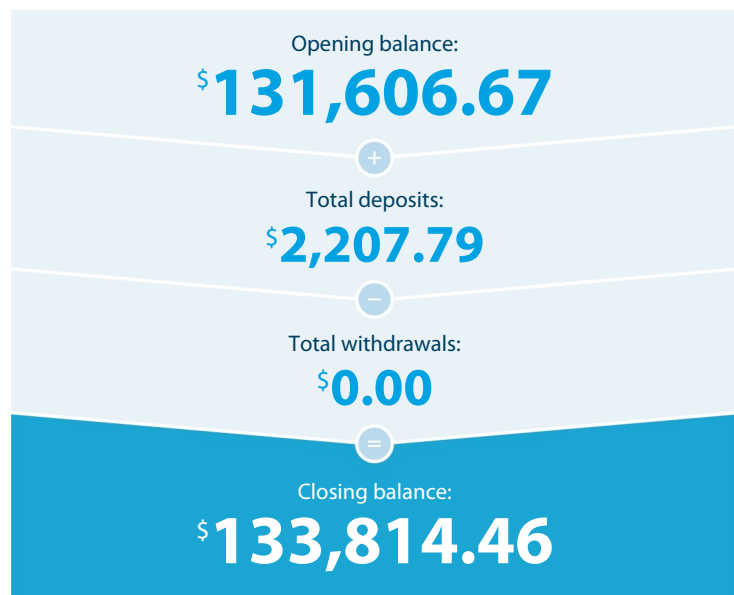 Opening balance:
$131,606.67
+
Total deposits:
$2,207.79
−
Total withdrawals:
$0.00
=
Closing balance:
$133,814.46